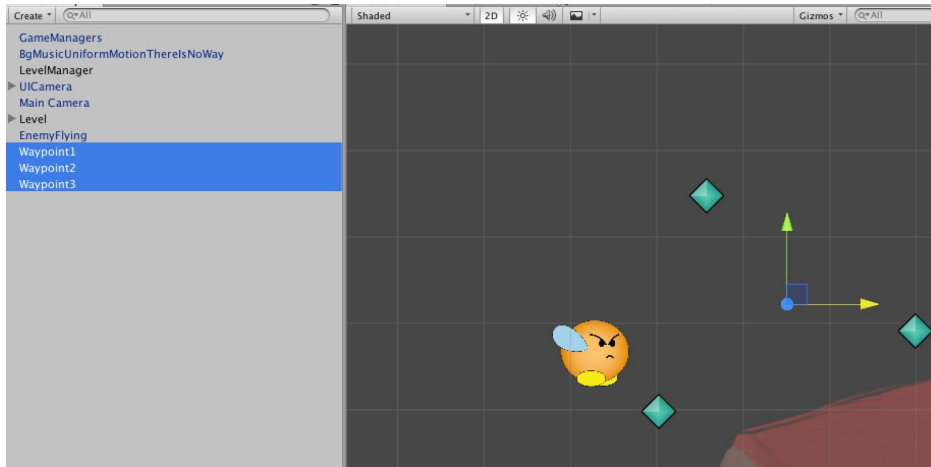 Create All Shaded 2D Gizmos All
GameManagers
BgMusicUniformMotionThereIsNoWay
LevelManager
UICamera
Main Camera
Level
EnemyFlying
Waypoint1
Waypoint2
Waypoint3